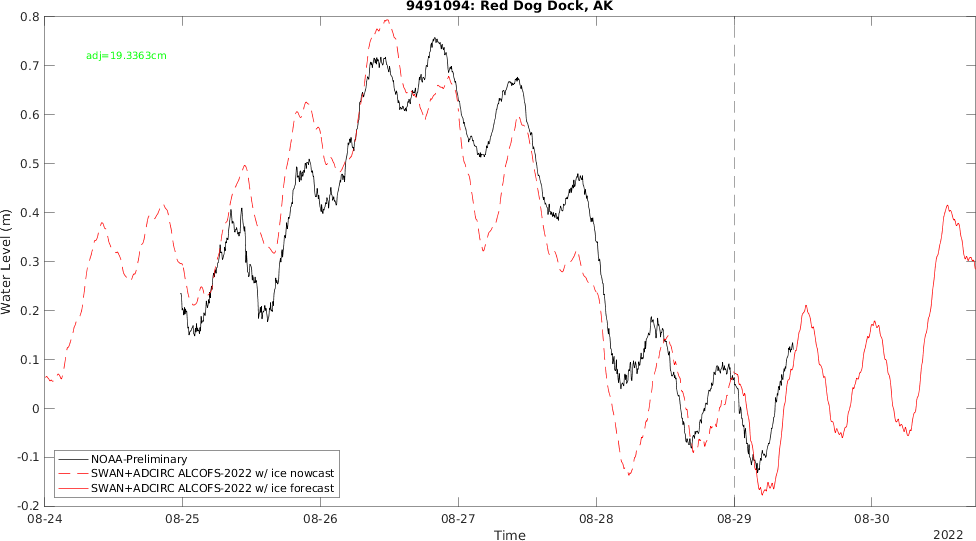 9491094: Red Dog Dock, AK
adj=19.3363cm
Water Level (m)
0.8
0.7
0.6
0.5
0.4
0.3
0.2
0.1
0
-0.1
-0.2
NOAA-Preliminary
SWAN+ADCIRC ALCOFS-2022 w/ ice nowcast
SWAN+ADCIRC ALCOFS-2022 w/ ice forecast
08-24 08-25 08-26 08-27 08-28 08-29 08-30
Time
2022